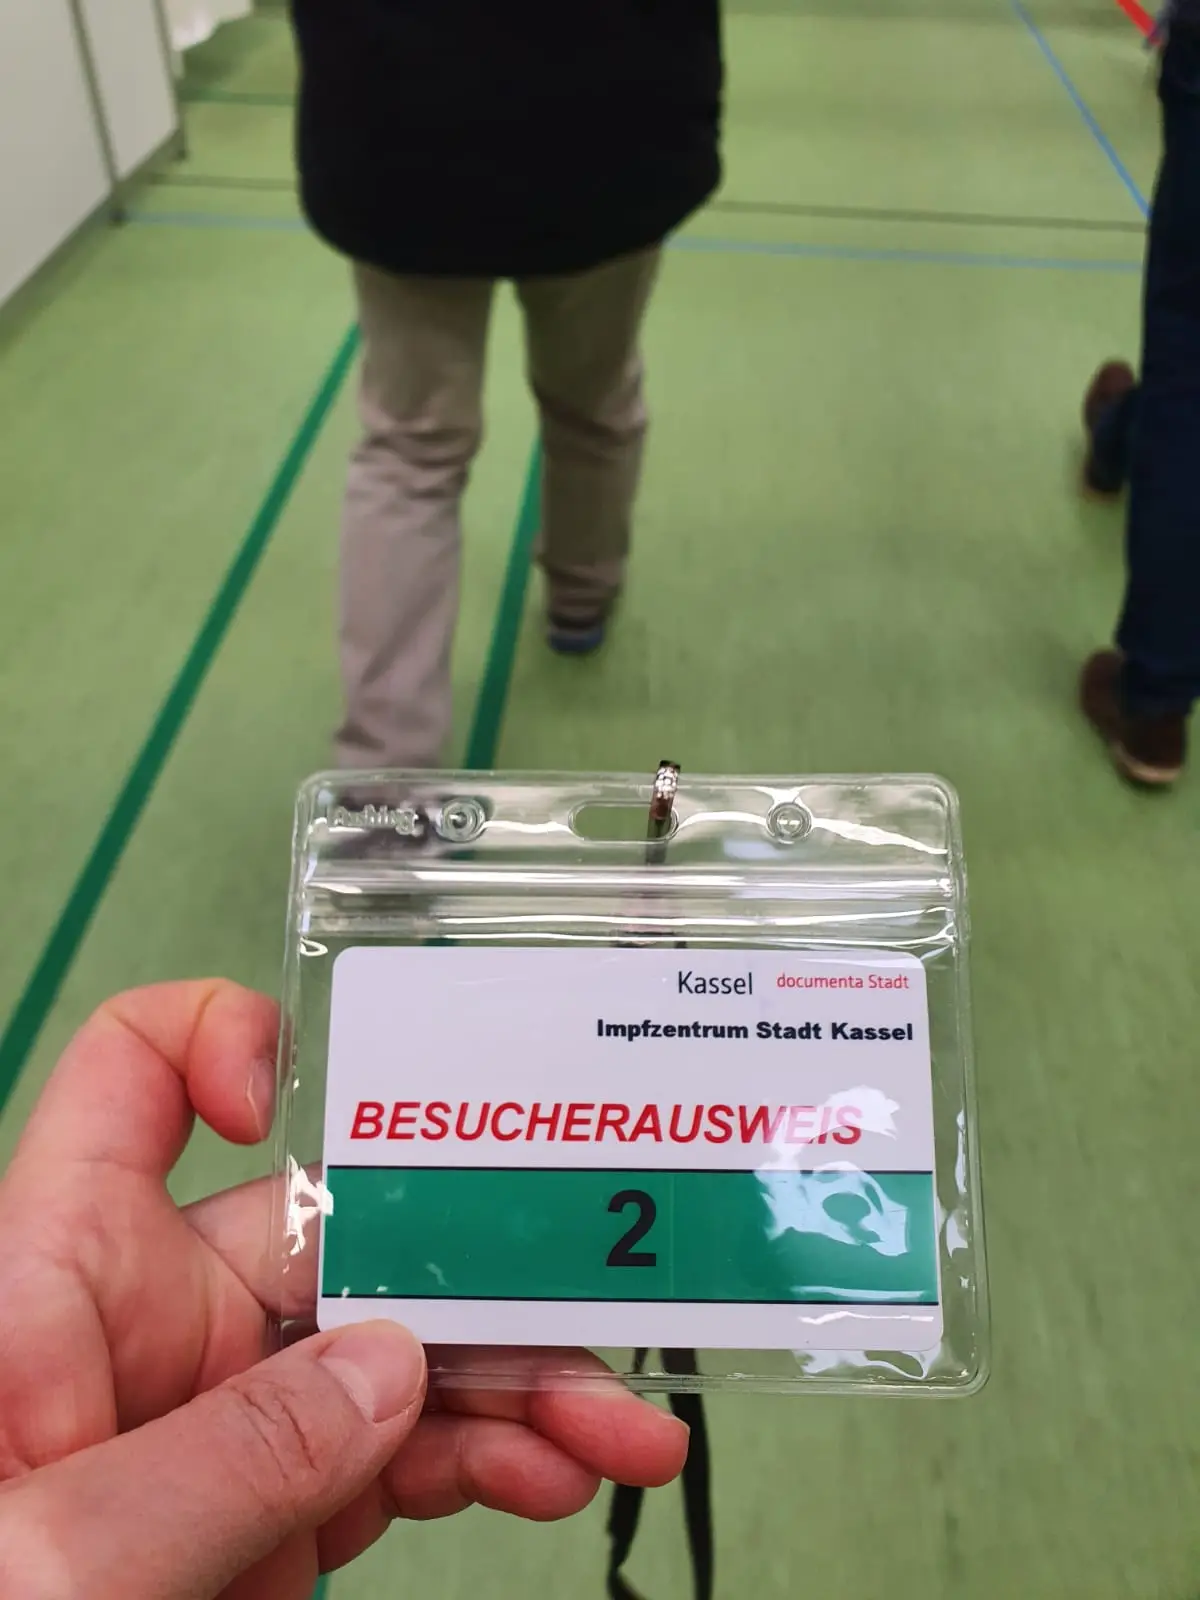 Kassel documenta Stadt
Impfzentrum Stadt Kassel
BESUCHERAUSWEIS
2